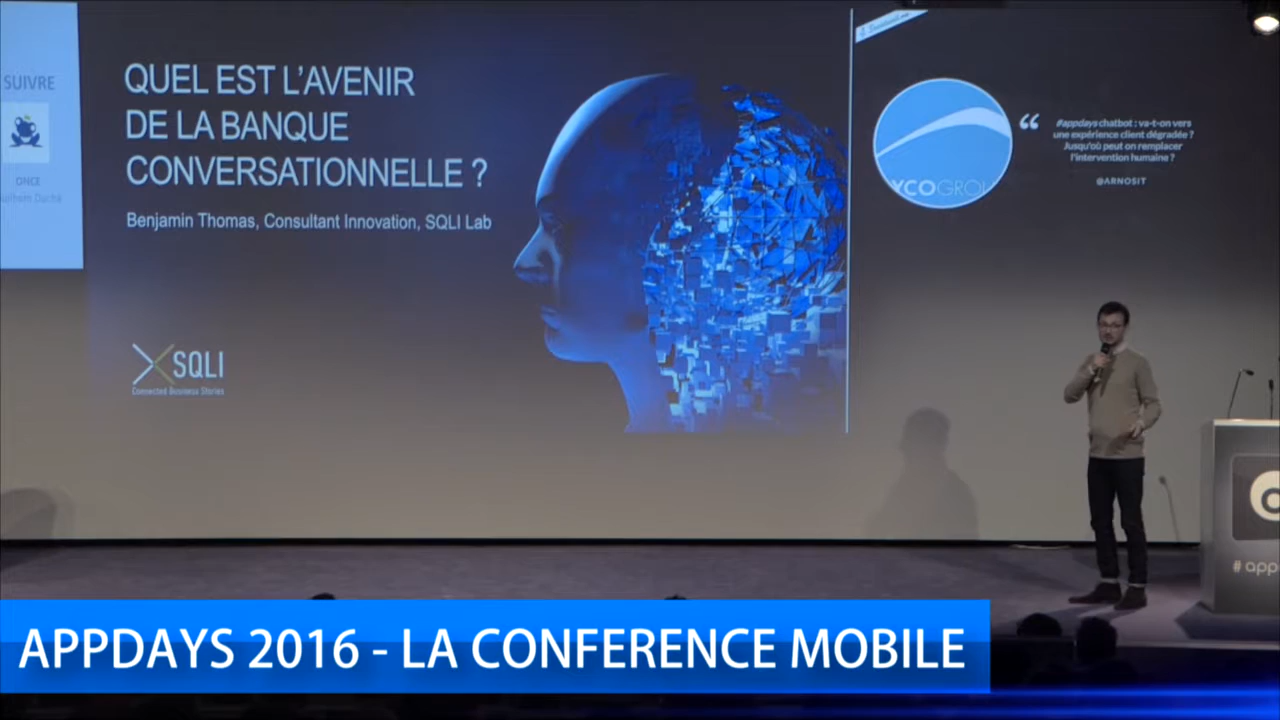 SUIVRE
ONCE
QUEL EST L'AVENIR
DE LA BANQUE
CONVERSATIONNELLE ?
Benjamin Thomas, Consultant Innovation, SQLI Lab
SQLI
Connected Business Stories
YCOGROU
“ #appdays chatbot : va-t-on vers
une expérience client dégradée ?
Jusqu'où peut on remplacer
l'intervention humaine ?
@ARNOSIT
# app
APPDAYS 2016 - LA CONFERENCE MOBILE